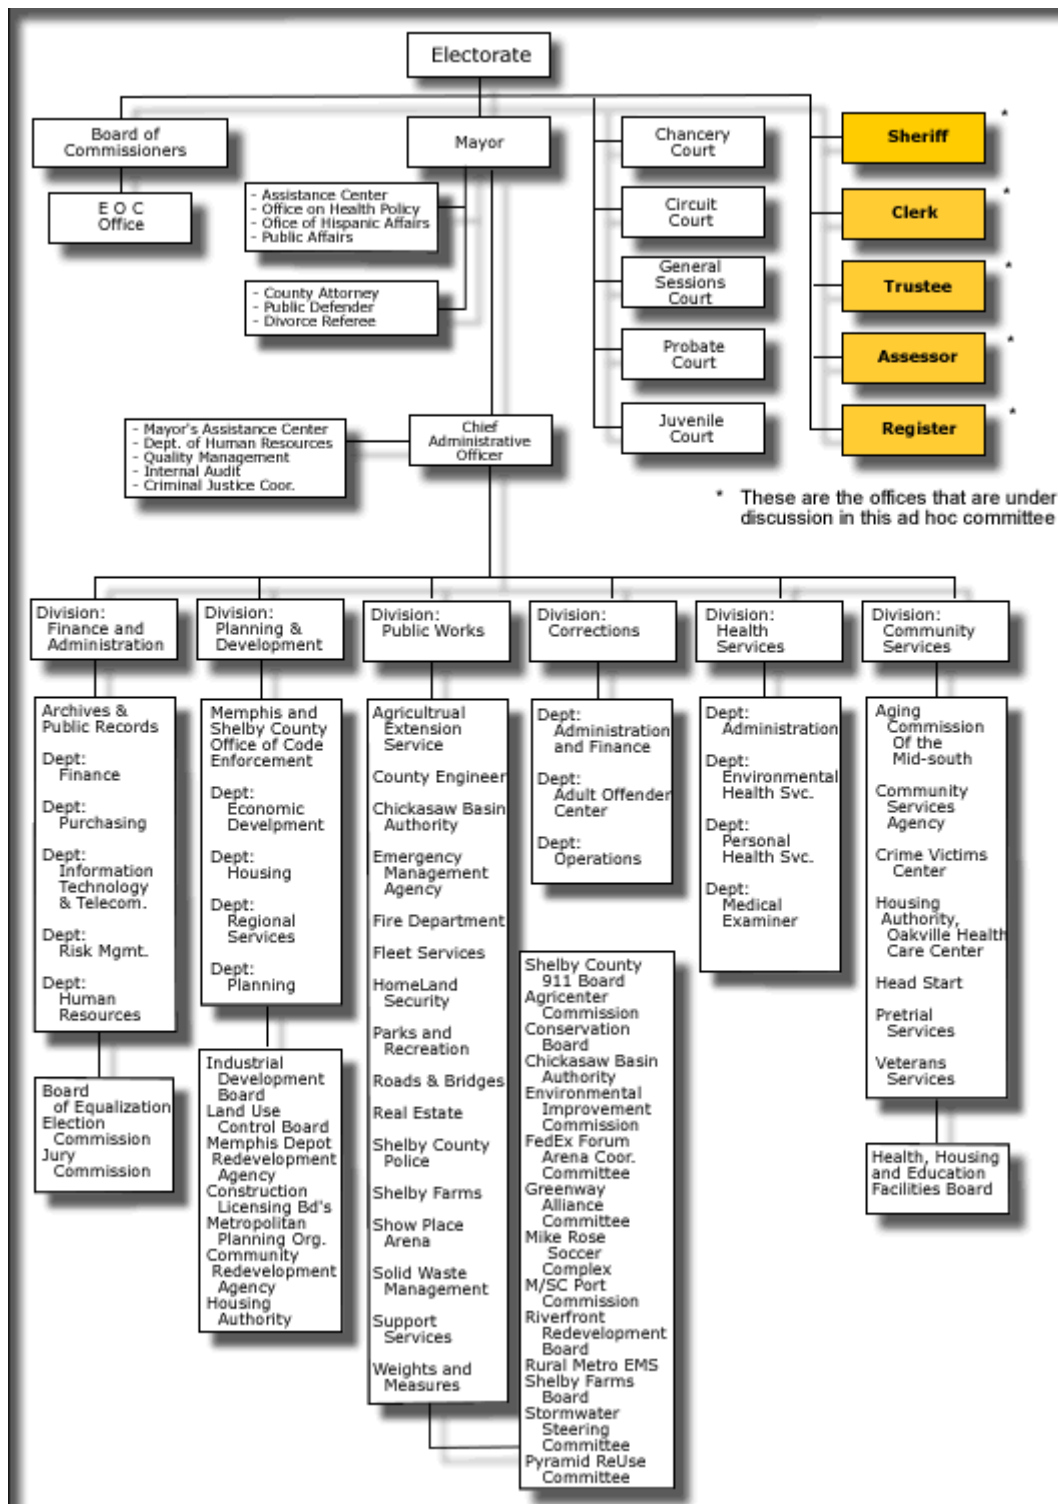 Electorate
Board of
Commissioners
Mayor
E O C
Office
- Assistance Center
- Office on Health Policy
- Ofice of Hispanic Affairs
- Public Affairs
- County Attorney
- Public Defender
- Divorce Referee
Chancery
Court
Circuit
Court
General
Sessions
Court
Probate
Court
Juvenile
Court
Sheriff *
Clerk *
Trustee *
Assessor *
Register *
- Mayor's Assistance Center
- Dept. of Human Resources
- Quality Management
- Internal Audit
- Criminal Justice Coor.
Chief
Administrative
Officer
* These are the offices that are under
discussion in this ad hoc committee
Division:
Finance and
Administration
Division:
Planning &
Development
Division:
Public Works
Division:
Corrections
Division:
Health
Services
Division:
Community
Services
Archives &
Public Records
Dept:
Finance
Dept:
Purchasing
Dept:
Information
Technology
& Telecom.
Dept:
Risk Mgmt.
Dept:
Human
Resources
Board
of Equalization
Election
Commission
Jury
Commission
Memphis and
Shelby County
Office of Code
Enforcement
Dept:
Economic
Develpment
Dept:
Housing
Dept:
Regional
Services
Dept:
Planning
Industrial
Development
Board
Land Use
Control Board
Memphis Depot
Redevelopment
Agency
Construction
Licensing Bd's
Metropolitan
Planning Org.
Community
Redevelopment
Agency
Housing
Authority
Agricultrual
Extension
Service
County Engineer
Chickasaw Basin
Authority
Emergency
Management
Agency
Fire Department
Fleet Services
HomeLand
Security
Parks and
Recreation
Roads & Bridges
Real Estate
Shelby County
Police
Shelby Farms
Show Place
Arena
Solid Waste
Management
Support
Services
Weights and
Measures
Dept:
Administration
and Finance
Dept:
Adult Offender
Center
Dept:
Operations
Shelby County
911 Board
Agricenter
Commission
Conservation
Board
Chickasaw Basin
Authority
Environmental
Improvement
Commission
FedEx Forum
Arena Coor.
Committee
Greenway
Alliance
Committee
Mike Rose
Soccer
Complex
M/SC Port
Commission
Riverfront
Redevelopment
Board
Rural Metro EMS
Shelby Farms
Board
Stormwater
Steering
Committee
Pyramid ReUse
Committee
Dept:
Administration
Dept:
Environmental
Health Svc.
Dept:
Personal
Health Svc.
Dept:
Medical
Examiner
Aging
Commission
Of the
Mid-south
Community
Services
Agency
Crime Victims
Center
Housing
Authority,
Oakville Health
Care Center
Head Start
Pretrial
Services
Veterans
Services
Health, Housing
and Education
Facilities Board